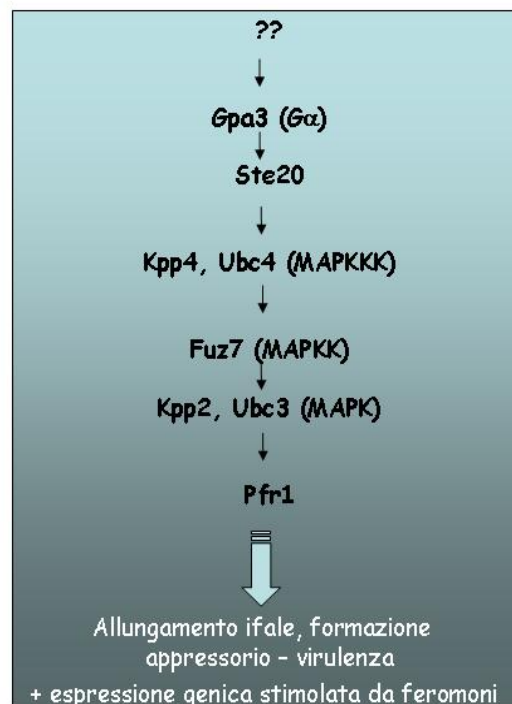 ??
Gpa3 (Gα)
Ste20
Kpp4, Ubc4 (MAPKKK)
Fuz7 (MAPKK)
Kpp2, Ubc3 (MAPK)
Pfr1
Allungamento ifale, formazione
appressorio – virulenza
+ espressione genica stimolata da feromoni